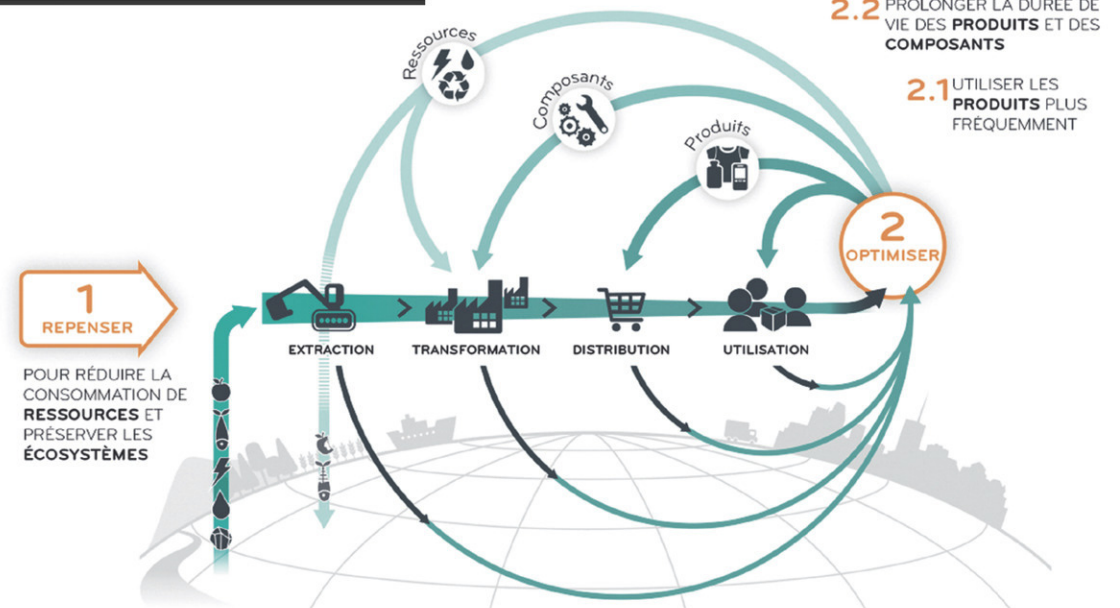 2.2 PROLONGER LA DURÉE DE
VIE DES PRODUITS ET DES
COMPOSANTS
2.1 UTILISER LES
PRODUITS PLUS
FRÉQUEMMENT
Ressources
Composants
Produits
2
OPTIMISER
1
REPENSER
POUR RÉDUIRE LA
CONSOMMATION DE
RESSOURCES ET
PRÉSERVER LES
ÉCOSYSTÈMES
EXTRACTION
TRANSFORMATION
DISTRIBUTION
UTILISATION